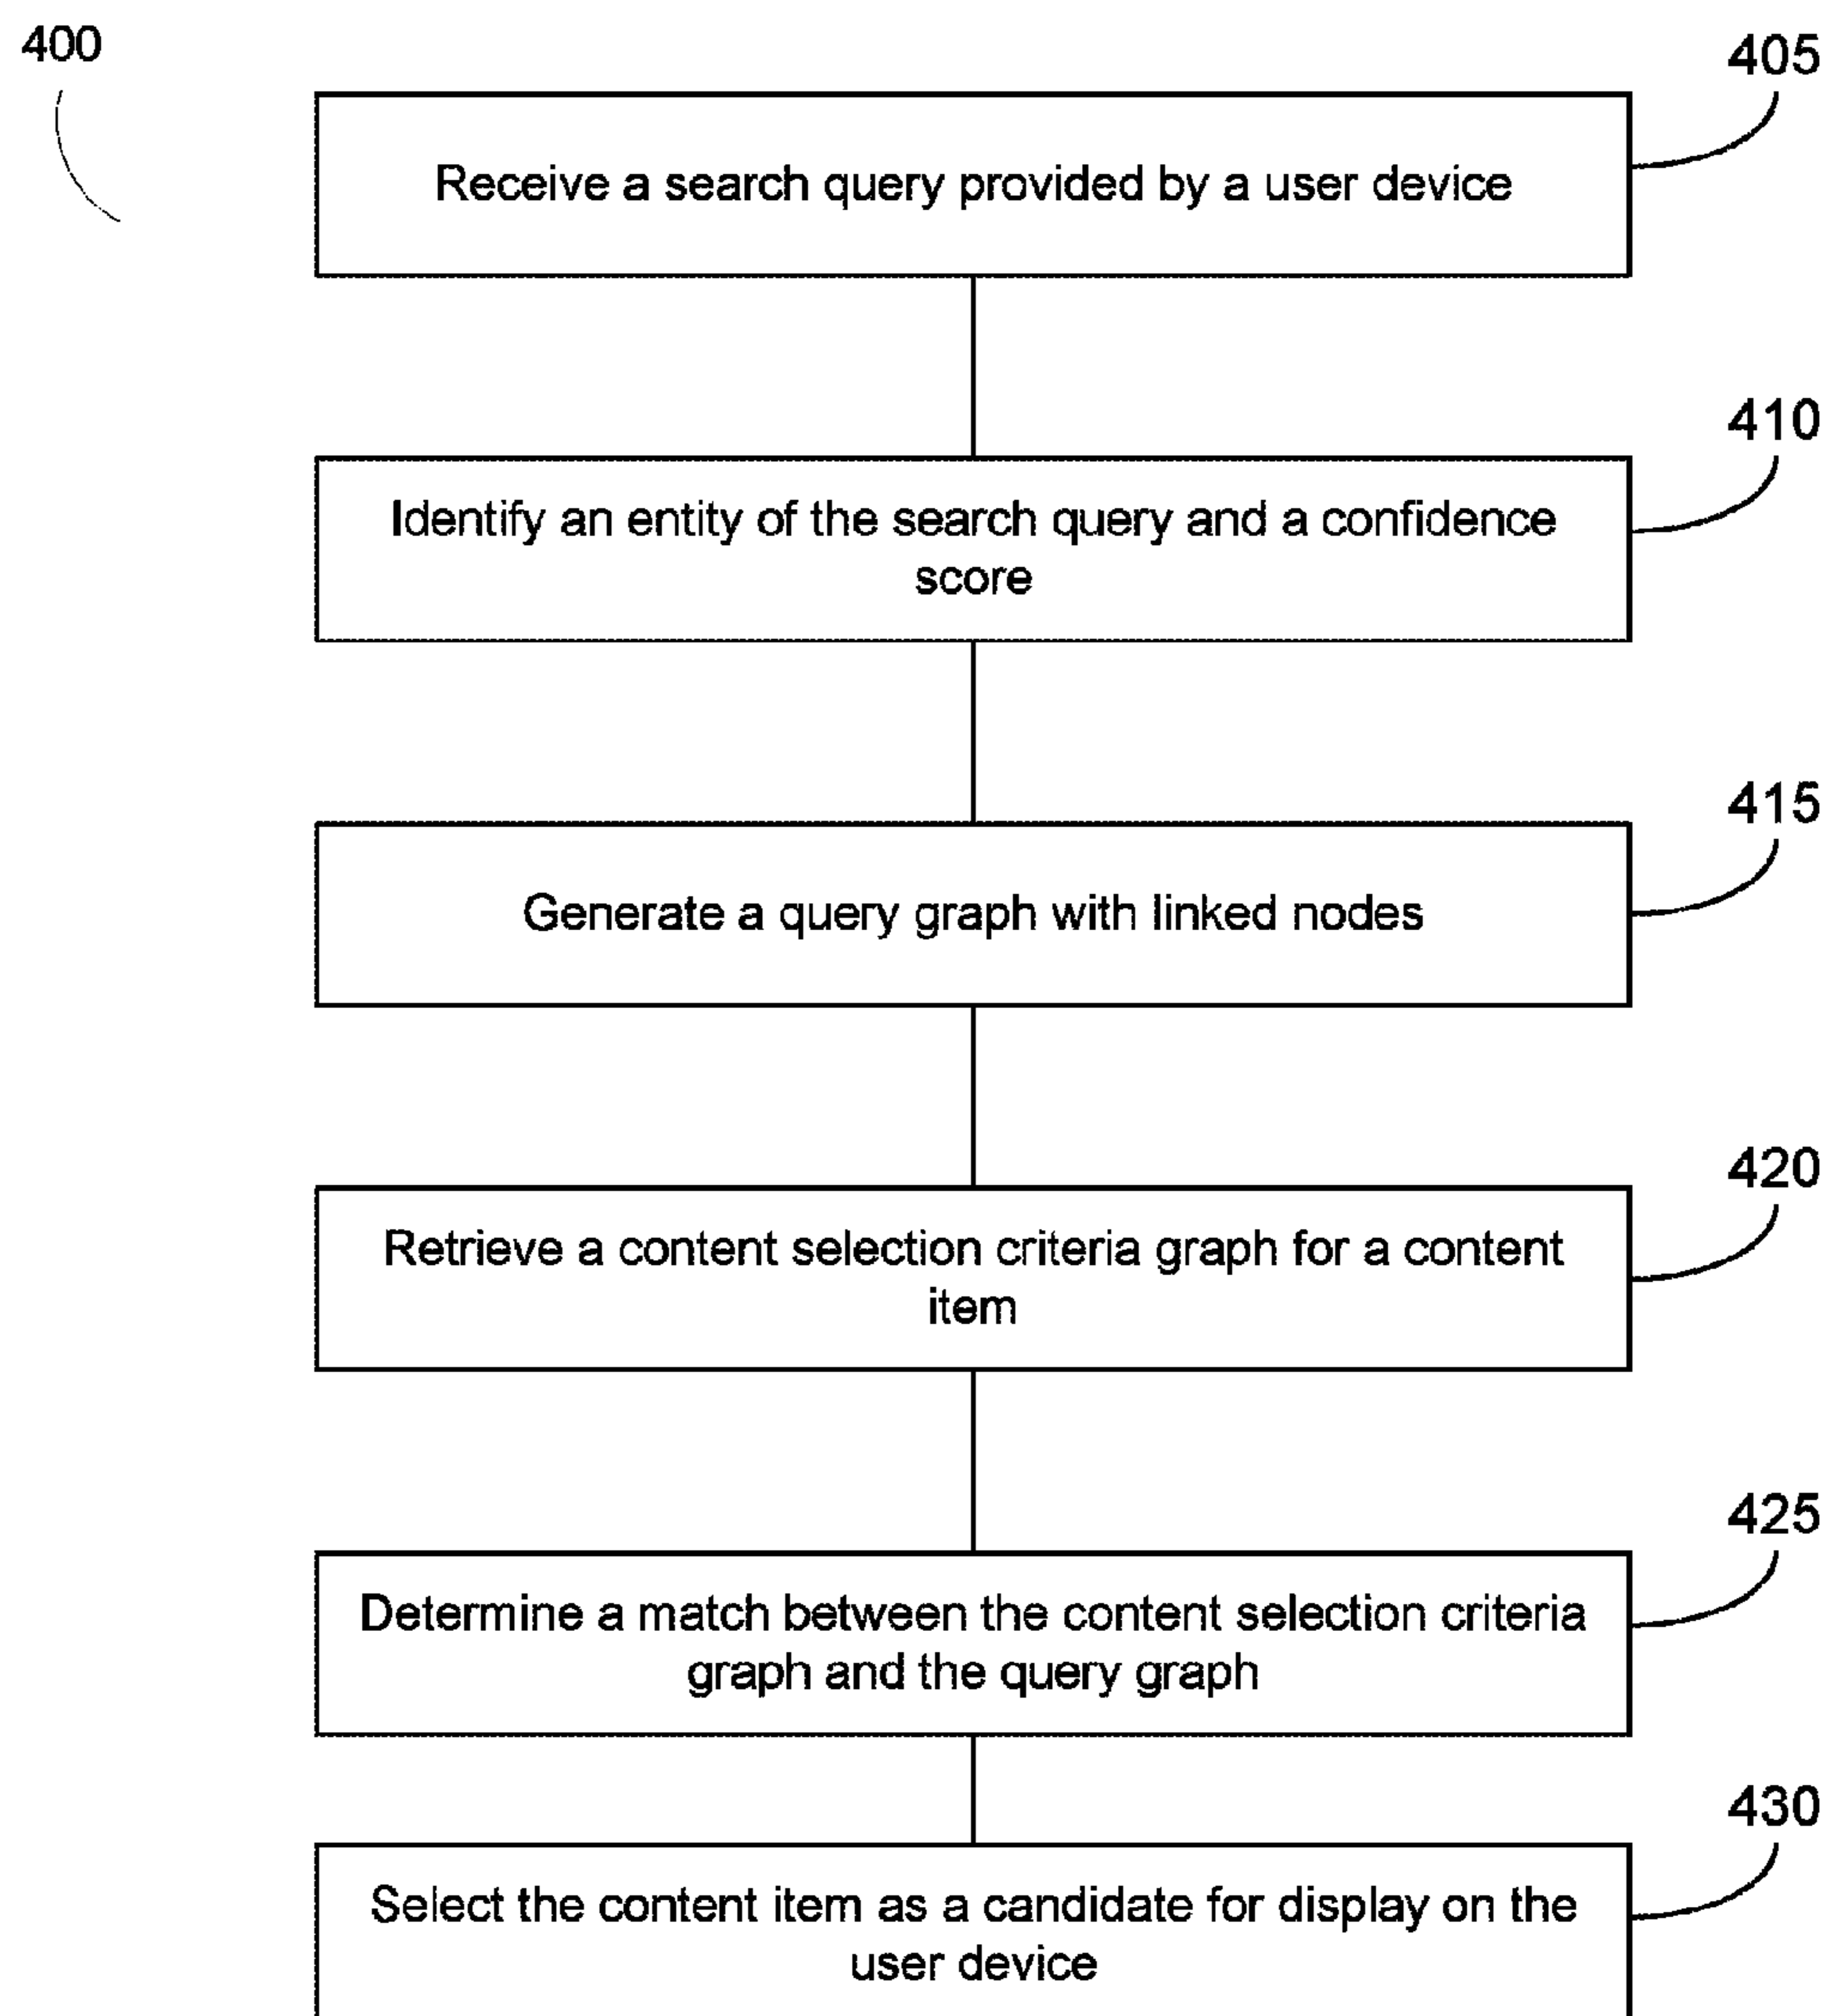 400
405
Receive a search query provided by a user device
410
Identify an entity of the search query and a confidence
score
415
Generate a query graph with linked nodes
420
Retrieve a content selection criteria graph for a content
item
425
Determine a match between the content selection criteria
graph and the query graph
430
Select the content item as a candidate for display on the
user device